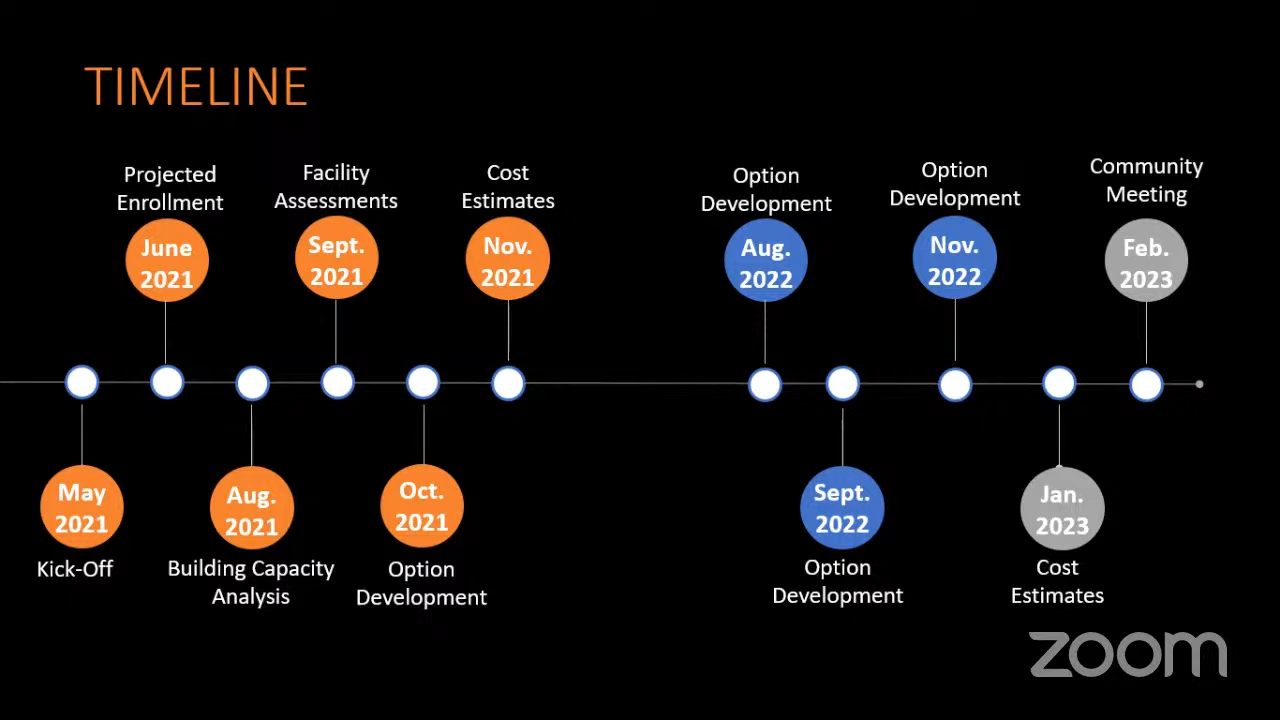 TIMELINE
Projected
Enrollment
June
2021
Facility
Assessments
Sept.
2021
Cost
Estimates
Nov.
2021
Option
Development
Aug.
2022
Option
Development
Nov.
2022
Community
Meeting
Feb.
2023
May
2021
Kick-Off
Aug.
2021
Building Capacity
Analysis
Oct.
2021
Option
Development
Sept.
2022
Option
Development
Jan.
2023
Cost
Estimates
zoom